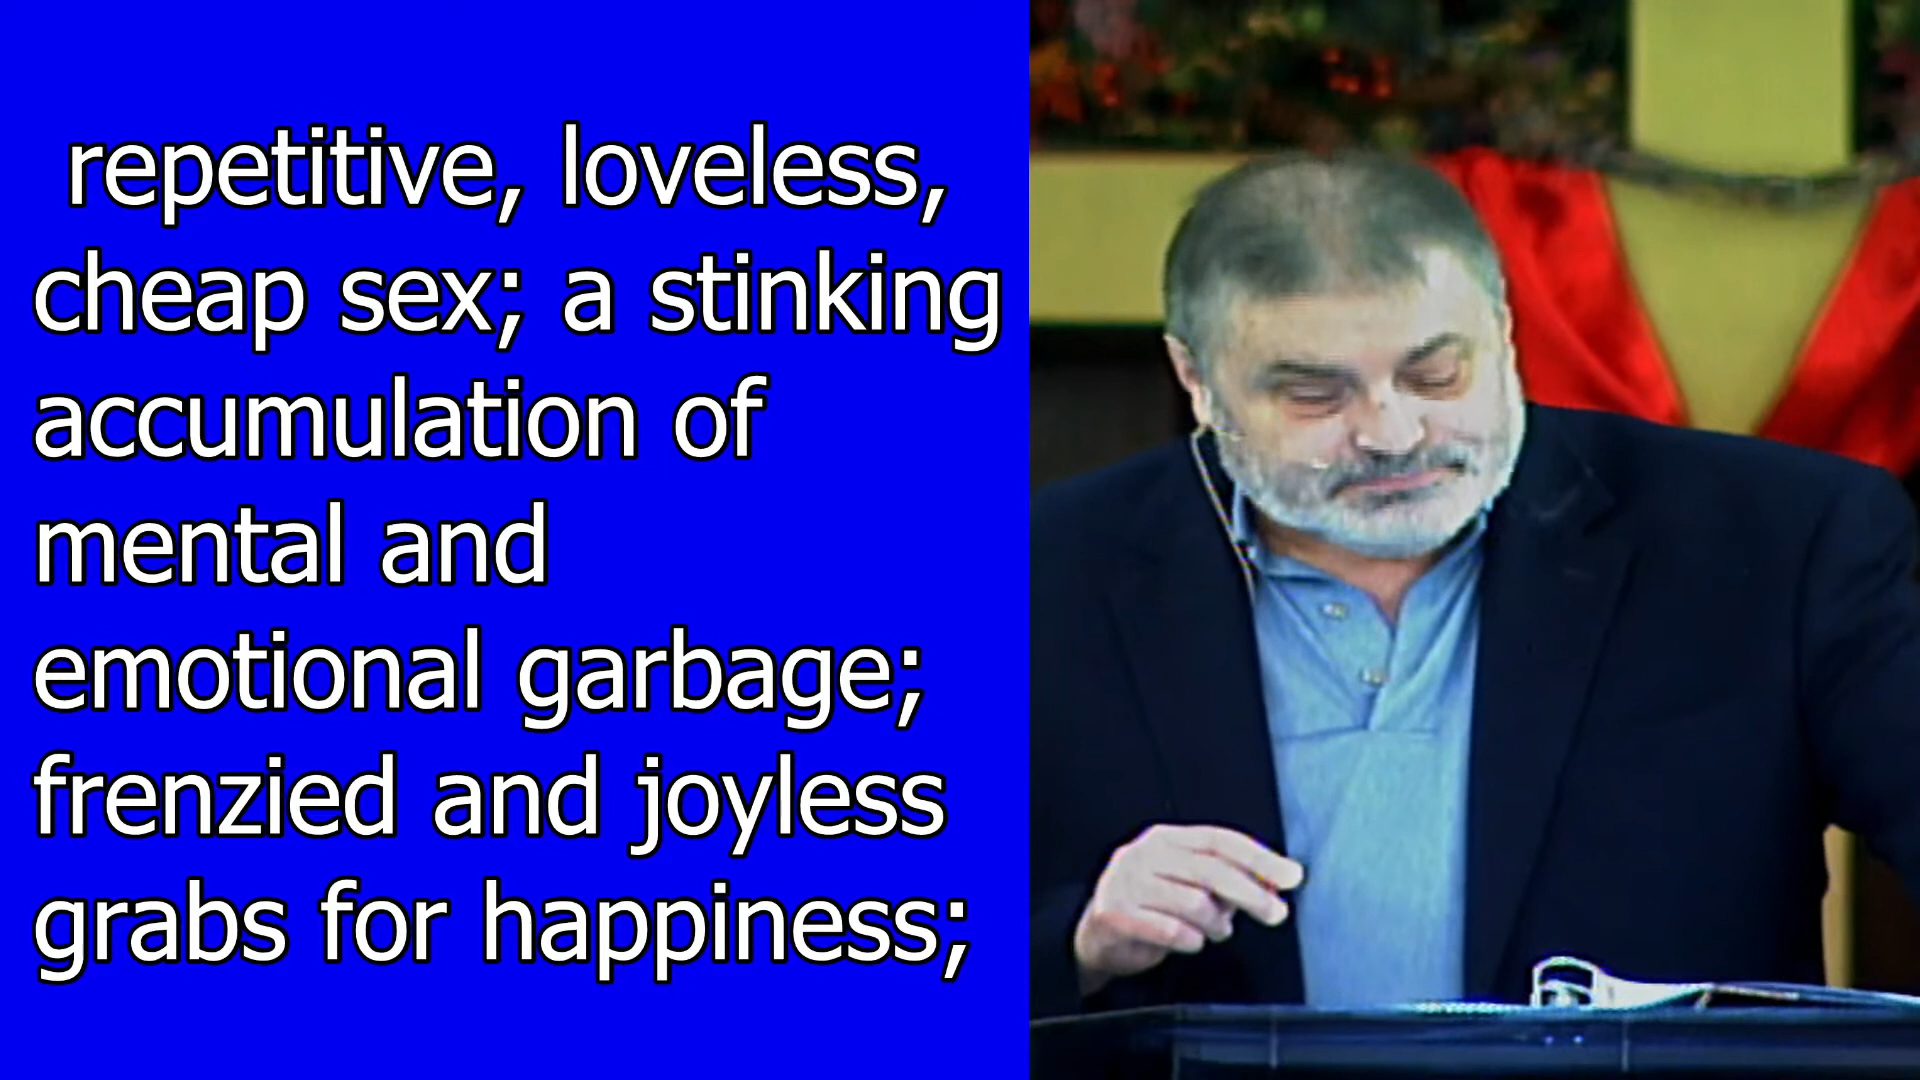 repetitive, loveless,
cheap sex; a stinking
accumulation of
mental and
emotional garbage;
frenzied and joyless
grabs for happiness;